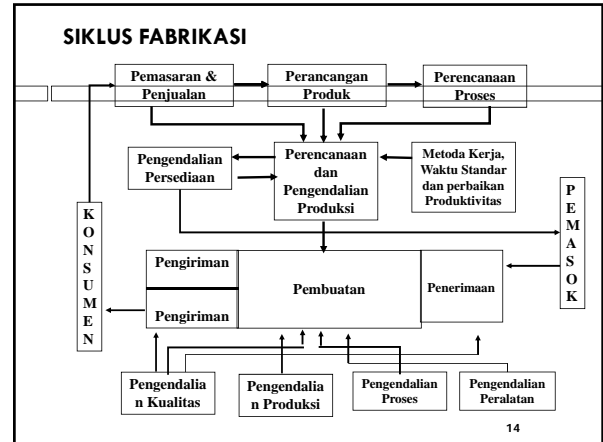 SIKLUS FABRIKASI
Pemasaran &
Penjualan
Perancangan
Produk
Perencanaan
Proses
Pengendalian
Persediaan
Perencanaan
dan
Pengendalian
Produksi
Metoda Kerja,
Waktu Standar
dan perbaikan
Produktivitas
K
O
N
S
U
M
E
N
P
E
M
A
S
O
K
Pengiriman
Pengiriman
Pembuatan
Penerimaan
Pengendalia
n Kualitas
Pengendalia
n Produksi
Pengendalian
Proses
Pengendalian
Peralatan
14